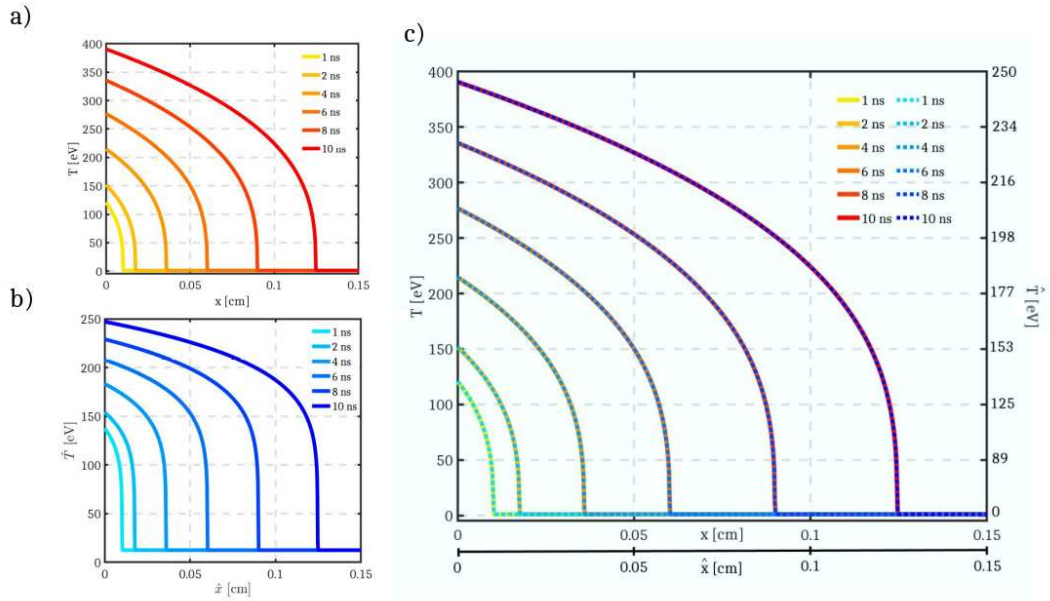 a)
400
350
300
250
200
150
100
50
0
T [eV]
1 ns
2 ns
4 ns
6 ns
8 ns
10 ns
0
0.05
0.1
0.15
x [cm]
b)
250
200
150
100
50
0
T̂ [eV]
1 ns
2 ns
4 ns
6 ns
8 ns
10 ns
0
0.05
0.1
0.15
x̂ [cm]
c)
400
350
300
250
200
150
100
50
0
T [eV]
1 ns 1 ns
2 ns 2 ns
4 ns 4 ns
6 ns 6 ns
8 ns 8 ns
10 ns 10 ns
250
234
216
198
177
153
125
89
0
T̂ [eV]
0
0.05
x [cm]
0.1
0.15
0
0.05
x̂ [cm]
0.1
0.15